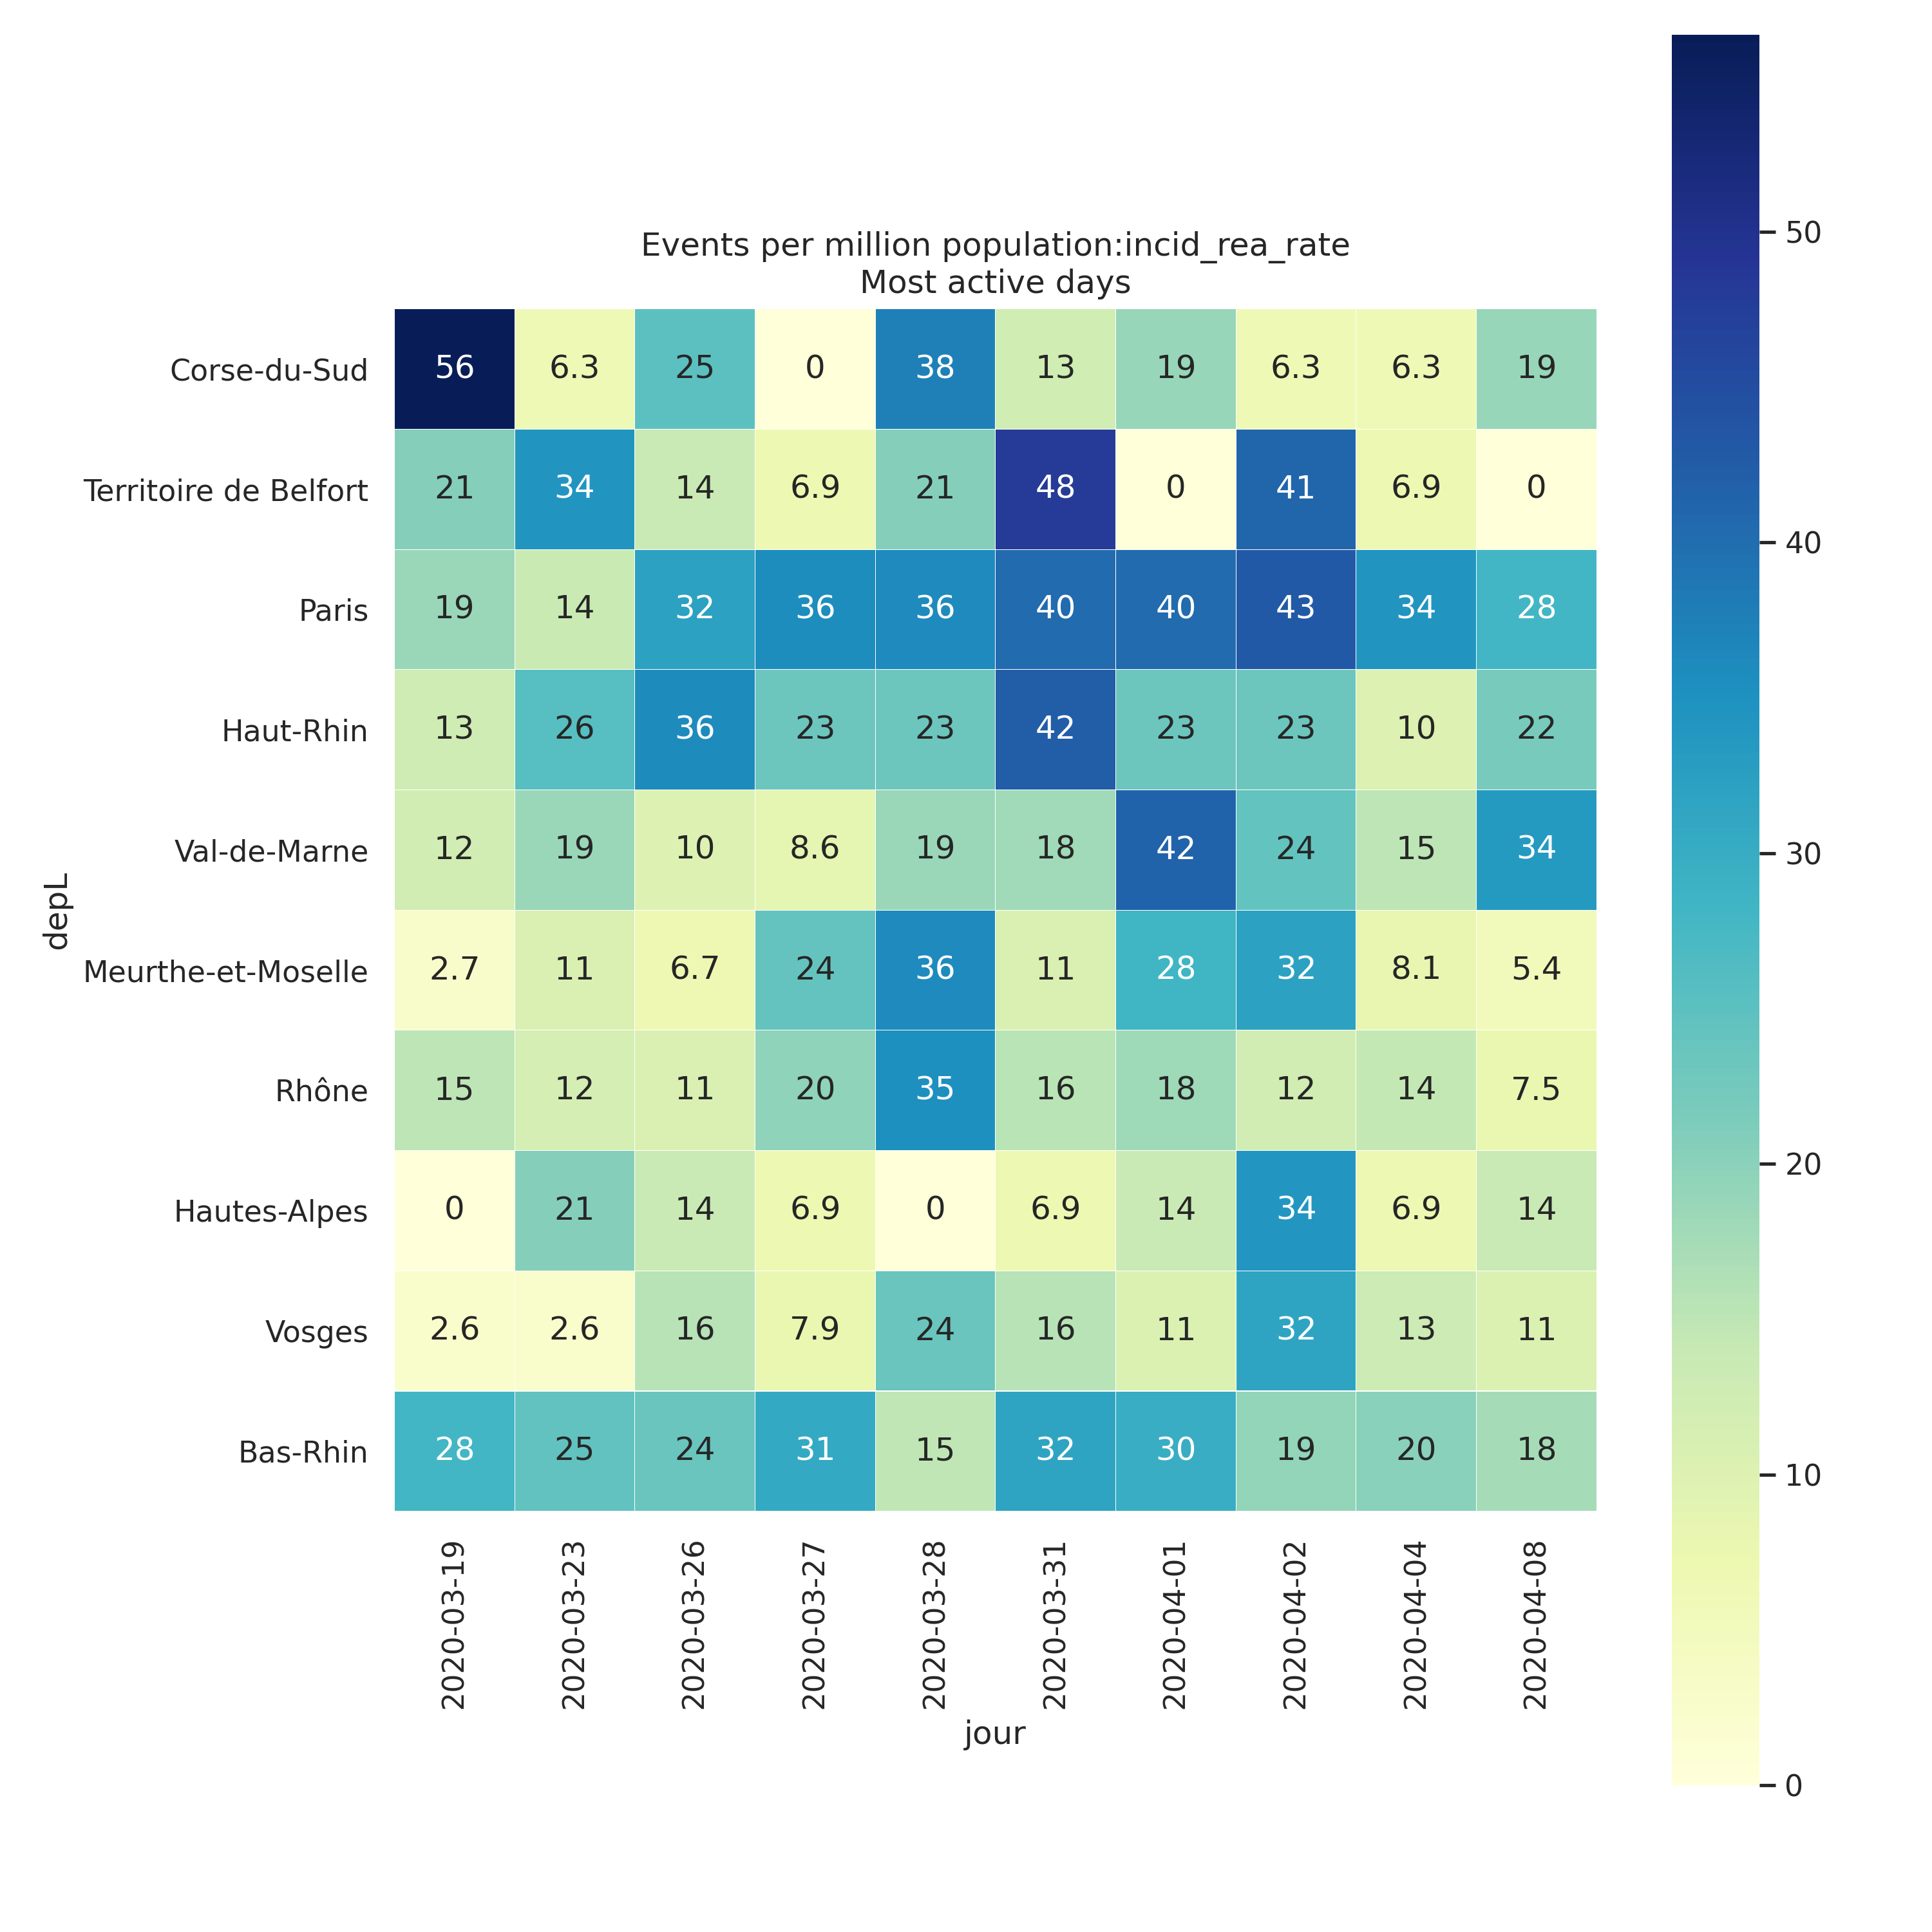 Events per million population:incid_rea_rate
Most active days
depL
Corse-du-Sud 56 6.3 25 0 38 13 19 6.3 6.3 19
Territoire de Belfort 21 34 14 6.9 21 48 0 41 6.9 0
Paris 19 14 32 36 36 40 40 43 34 28
Haut-Rhin 13 26 36 23 23 42 23 23 10 22
Val-de-Marne 12 19 10 8.6 19 18 42 24 15 34
Meurthe-et-Moselle 2.7 11 6.7 24 36 11 28 32 8.1 5.4
Rhône 15 12 11 20 35 16 18 12 14 7.5
Hautes-Alpes 0 21 14 6.9 0 6.9 14 34 6.9 14
Vosges 2.6 2.6 16 7.9 24 16 11 32 13 11
Bas-Rhin 28 25 24 31 15 32 30 19 20 18
2020-03-19 2020-03-23 2020-03-26 2020-03-27 2020-03-28 2020-03-31 2020-04-01 2020-04-02 2020-04-04 2020-04-08
jour
50
40
30
20
10
0